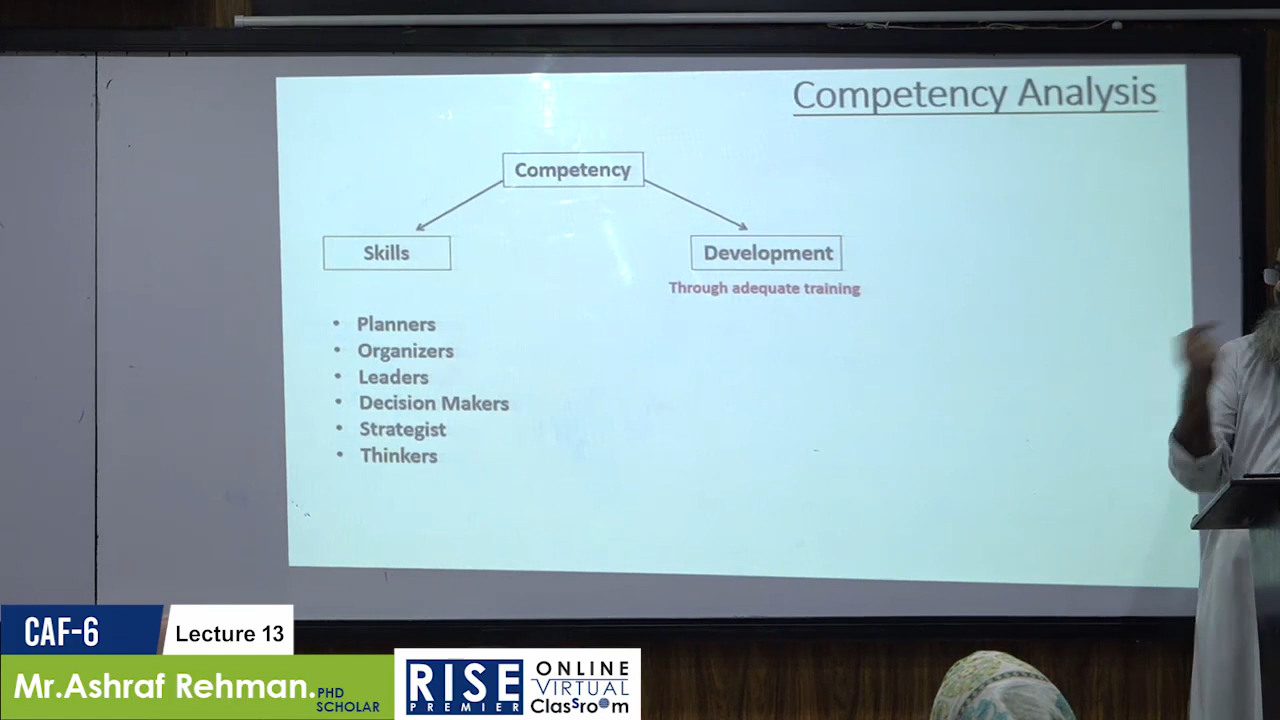 Competency Analysis
Competency
Skills
Development
Through adequate training
• Planners
• Organizers
• Leaders
• Decision Makers
• Strategist
• Thinkers
CAF-6
Lecture 13
Mr.Ashraf Rehman.
PHD
SCHOLAR
RISE
PREMIER
ONLINE
VIRTUAL
Classroom